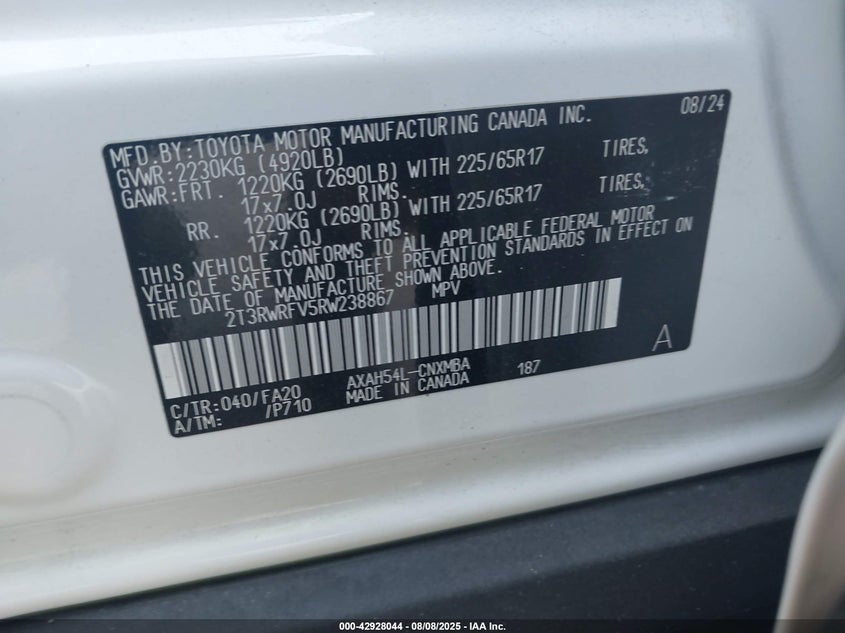 MFD.BY:TOYOTA MOTOR MANUFACTURING CANADA INC. 08/24
GVWR:2230KG (4920LB)
GAWR:FRT. 1220KG (2690LB) WITH 225/65R17 TIRES,
17x7.0J RIMS.
RR. 1220KG (2690LB) WITH 225/65R17 TIRES,
17x7.0J RIMS.
THIS VEHICLE CONFORMS TO ALL APPLICABLE FEDERAL MOTOR
VEHICLE SAFETY AND THEFT PREVENTION STANDARDS IN EFFECT ON
THE DATE OF MANUFACTURE SHOWN ABOVE.
2T3RWRFV5RW238867 MPV
C/TR:040/FA20 AXAH54L-CNXMBA 187 A
A/TM: /P710 MADE IN CANADA
000-42928044 - 08/08/2025 - IAA Inc.